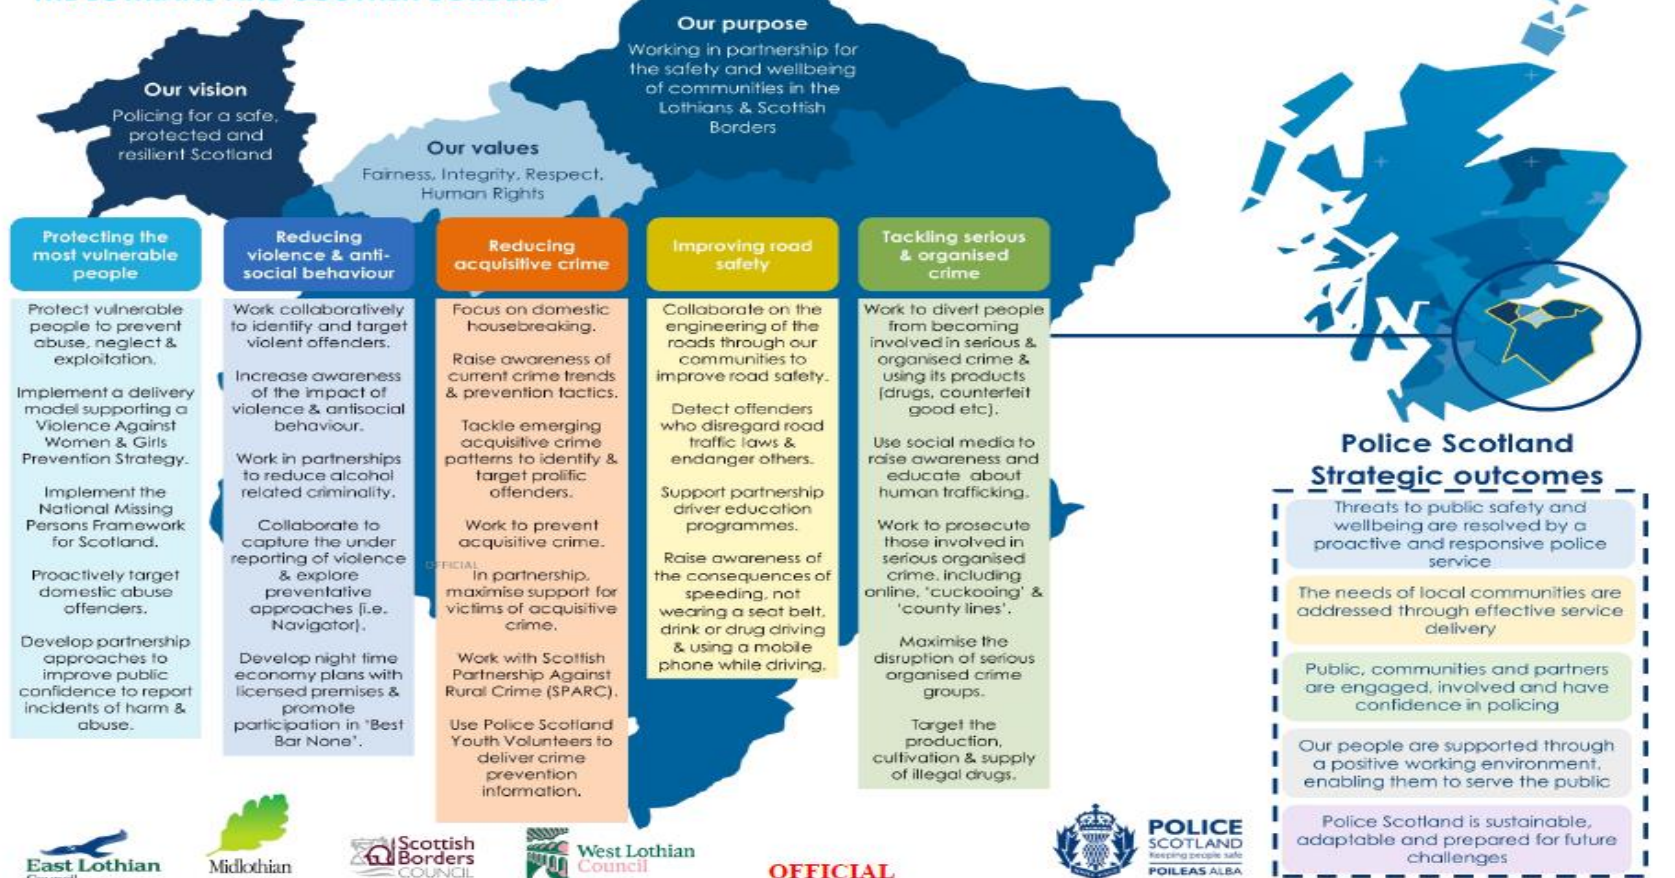 Our vision
Policing for a safe,
protected and
resilient Scotland
Our values
Fairness, Integrity, Respect,
Human Rights
Our purpose
Working in partnership for
the safety and wellbeing
of communities in the
Lothians & Scottish
Borders
Protecting the
most vulnerable
people
Protect vulnerable
people to prevent
abuse, neglect &
exploitation.
Implement a delivery
model supporting a
Violence Against
Women & Girls
Prevention Strategy.
Implement the
National Missing
Persons Framework
for Scotland.
Proactively target
domestic abuse
offenders.
Develop partnership
approaches to
improve public
confidence to report
incidents of harm &
abuse.
Reducing
violence & anti-
social behaviour
Work collaboratively
to identify and target
violent offenders.
Increase awareness
of the impact of
violence & antisocial
behaviour.
Work in partnerships
to reduce alcohol
related criminality.
Collaborate to
capture the under
reporting of violence
& explore
preventative
approaches (i.e.
Navigator).
Develop night time
economy plans with
licensed premises &
promote
participation in 'Best
Bar None'.
Reducing
acquisitive crime
Focus on domestic
housebreaking.
Raise awareness of
current crime trends
& prevention tactics.
Tackle emerging
acquisitive crime
patterns to identify &
target prolific
offenders.
Work to prevent
acquisitive crime.
OFFICIAL
In partnership,
maximise support for
victims of acquisitive
crime.
Work with Scottish
Partnership Against
Rural Crime (SPARC).
Use Police Scotland
Youth Volunteers to
deliver crime
prevention
information.
Improving road
safety
Collaborate on the
engineering of the
roads through our
communities to
improve road safety.
Detect offenders
who disregard road
traffic laws &
endanger others.
Support partnership
driver education
programmes.
Raise awareness of
the consequences of
speeding, not
wearing a seat belt,
drink or drug driving
& using a mobile
phone while driving.
Tackling serious
& organised
crime
Work to divert people
from becoming
involved in serious &
organised crime &
using its products
(drugs, counterfeit
good etc).
Use social media to
raise awareness and
educate about
human trafficking.
Work to prosecute
those involved in
serious organised
crime, including
online, 'cuckooing' &
'county lines'.
Maximise the
disruption of serious
organised crime
groups.
Target the
production,
cultivation & supply
of illegal drugs.
Police Scotland
Strategic outcomes
Threats to public safety and
wellbeing are resolved by a
proactive and responsive police
service
The needs of local communities are
addressed through effective service
delivery
Public, communities and partners
are engaged, involved and have
confidence in policing
Our people are supported through
a positive working environment,
enabling them to serve the public
Police Scotland is sustainable,
adaptable and prepared for future
challenges
East Lothian
Midlothian
Scottish
Borders
COUNCIL
West Lothian
Council
OFFICIAL
POLICE
SCOTLAND
Keeping people safe
POILEAS ALBA